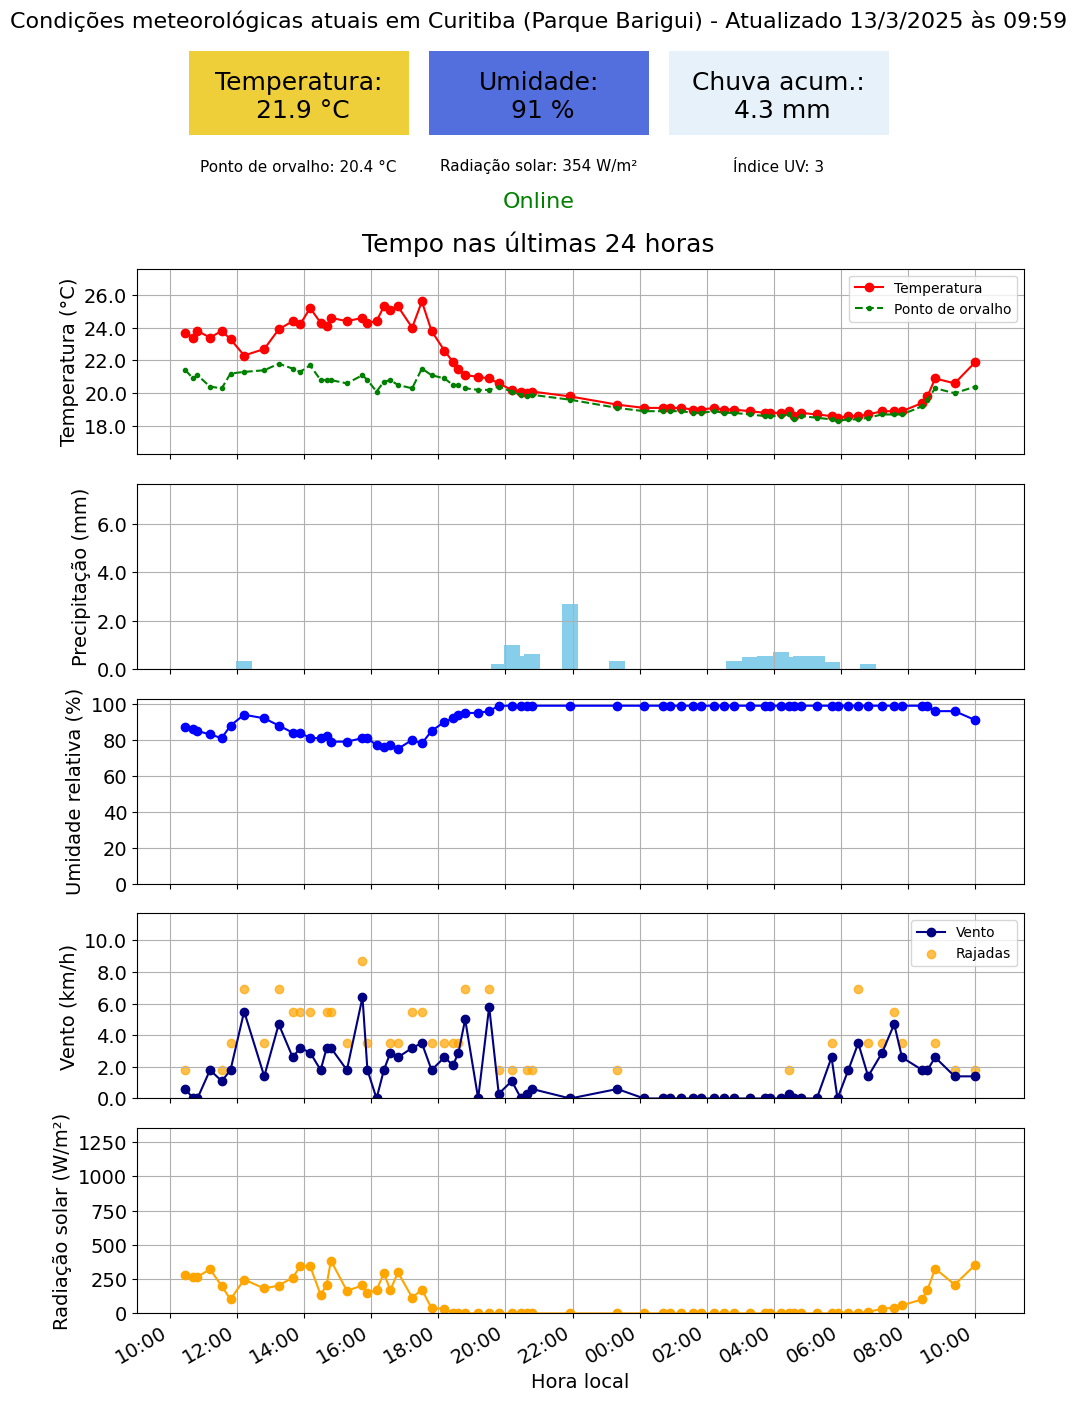 Condições meteorológicas atuais em Curitiba (Parque Barigui) - Atualizado 13/3/2025 às 09:59
Temperatura:
21.9 °C
Umidade:
91 %
Chuva acum.:
4.3 mm
Ponto de orvalho: 20.4 °C
Radiação solar: 354 W/m²
Índice UV: 3
Online
Tempo nas últimas 24 horas
Temperatura (°C)
26.0
24.0
22.0
20.0
18.0
Temperatura
Ponto de orvalho
Precipitação (mm)
6.0
4.0
2.0
0.0
Umidade relativa (%)
100
80
60
40
20
0
Vento (km/h)
10.0
8.0
6.0
4.0
2.0
0.0
Vento
Rajadas
Radiação solar (W/m²)
1250
1000
750
500
250
0
10:00
12:00
14:00
16:00
18:00
20:00
22:00
00:00
02:00
04:00
06:00
08:00
10:00
Hora local